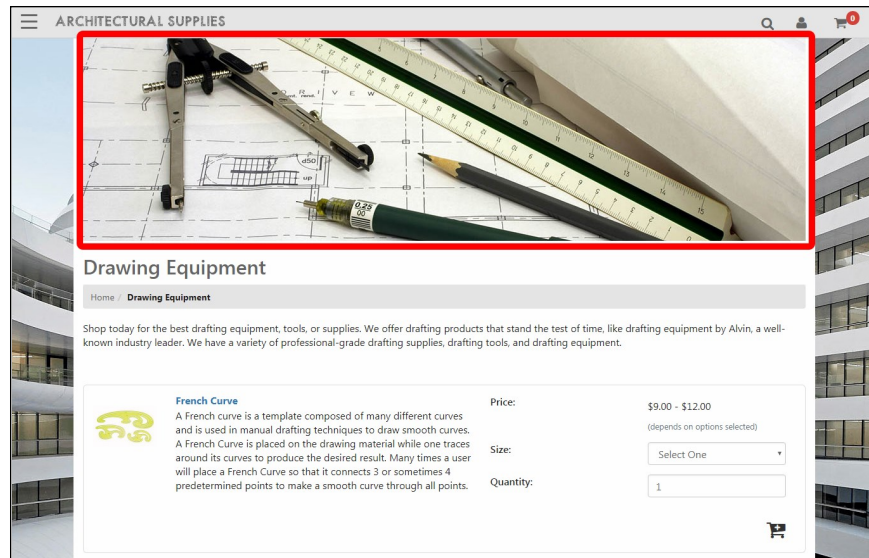 ARCHITECTURAL SUPPLIES
0
D R I V E W
d50
up
0.25
00
Drawing Equipment
Home / Drawing Equipment
Shop today for the best drafting equipment, tools, or supplies. We offer drafting products that stand the test of time, like drafting equipment by Alvin, a well-
known industry leader. We have a variety of professional-grade drafting supplies, drafting tools, and drafting equipment.
French Curve
A French curve is a template composed of many different curves
and is used in manual drafting techniques to draw smooth curves.
A French Curve is placed on the drawing material while one traces
around its curves to produce the desired result. Many times a user
will place a French Curve so that it connects 3 or sometimes 4
predetermined points to make a smooth curve through all points.
Price:
$9.00 - $12.00
(depends on options selected)
Size:
Select One
Quantity:
1